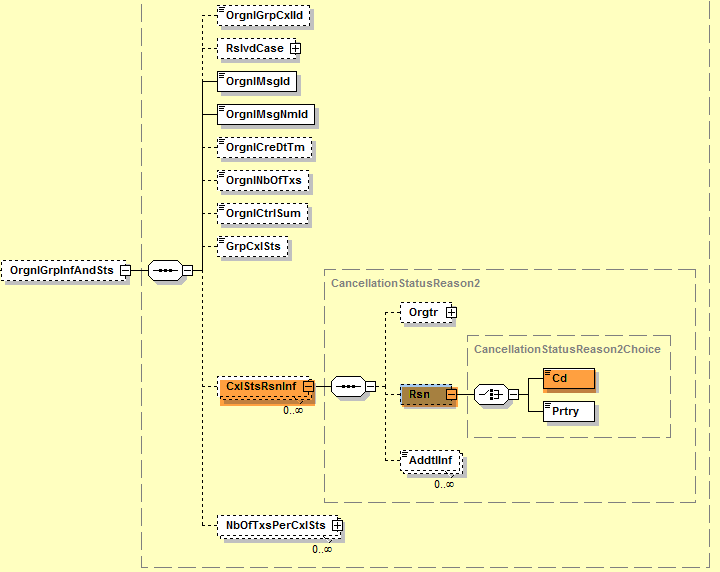 OrgnlGrpCxlId
RslvdCase
OrgnlMsgId
OrgnlMsgNmId
OrgnlCreDtTm
OrgnlNbOfTxs
OrgnlCtrlSum
GrpCxlSts
OrgnlGrpInfAndSts
CancellationStatusReason2
Orgtr
CancellationStatusReason2Choice
Cd
CxlStsRsnInf
Rsn
0..∞
Prtry
AddtlInf
0..∞
NbOfTxsPerCxlSts
0..∞